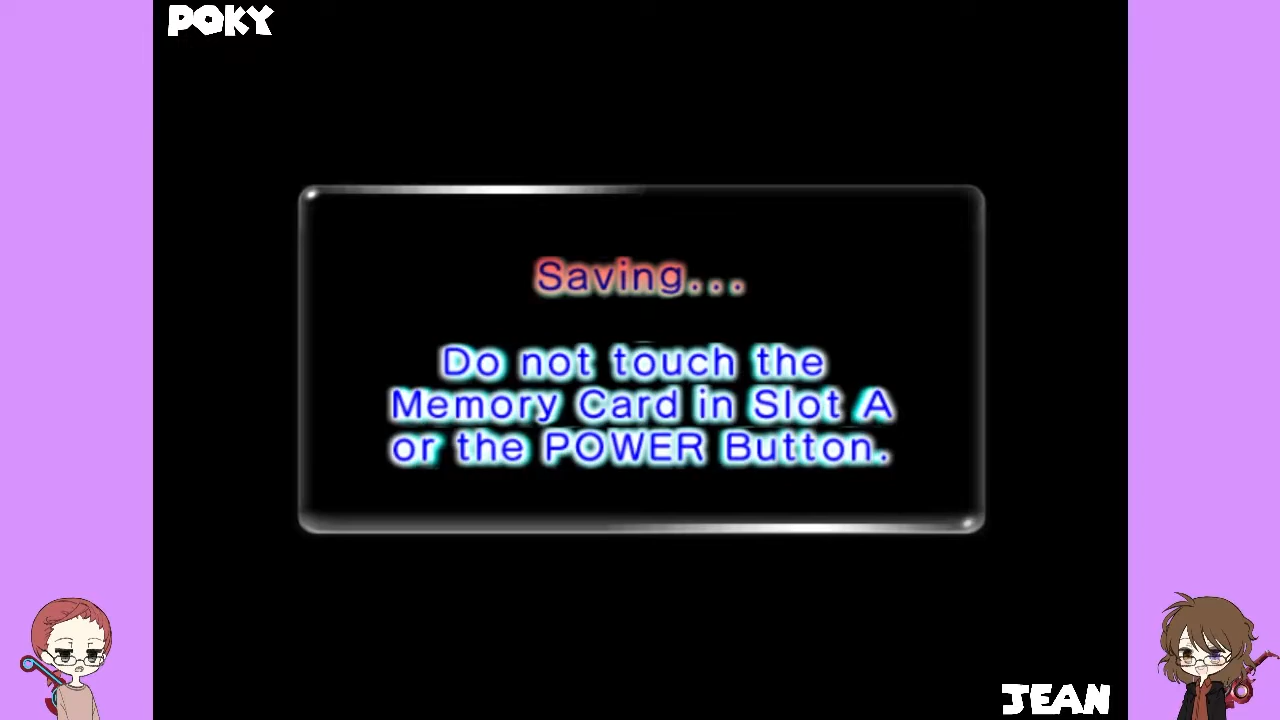 POKY
Saving...
Do not touch the
Memory Card in Slot A
or the POWER Button.
JEAN